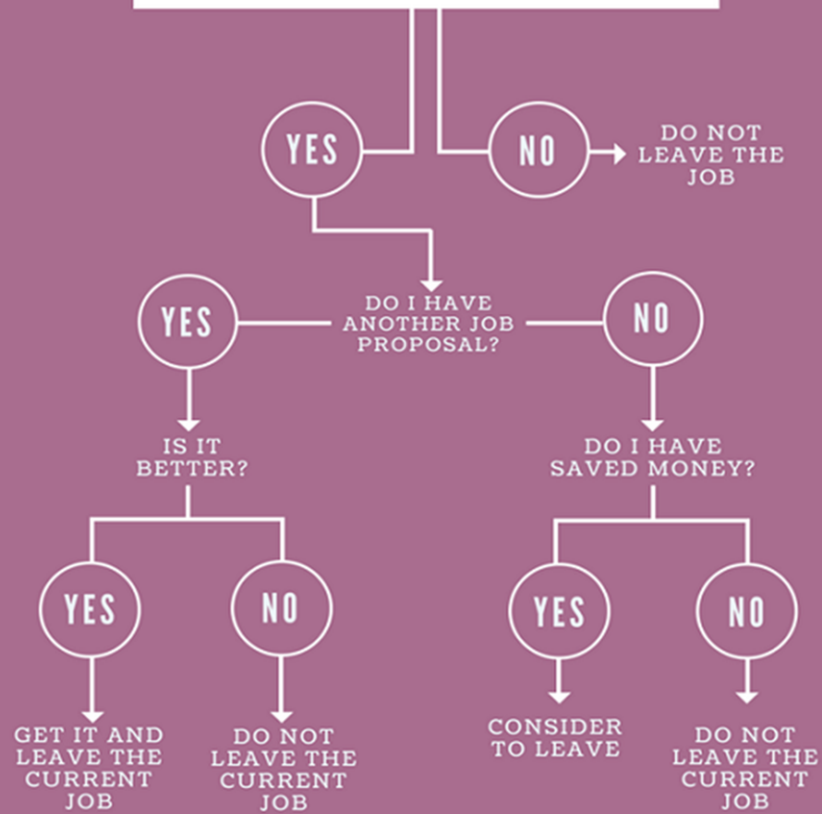 YES
NO
DO NOT
LEAVE THE
JOB
DO I HAVE
ANOTHER JOB
PROPOSAL?
YES
NO
IS IT
BETTER?
DO I HAVE
SAVED MONEY?
YES
NO
YES
NO
GET IT AND
LEAVE THE
CURRENT
JOB
DO NOT
LEAVE THE
CURRENT
JOB
CONSIDER
TO LEAVE
DO NOT
LEAVE THE
CURRENT
JOB